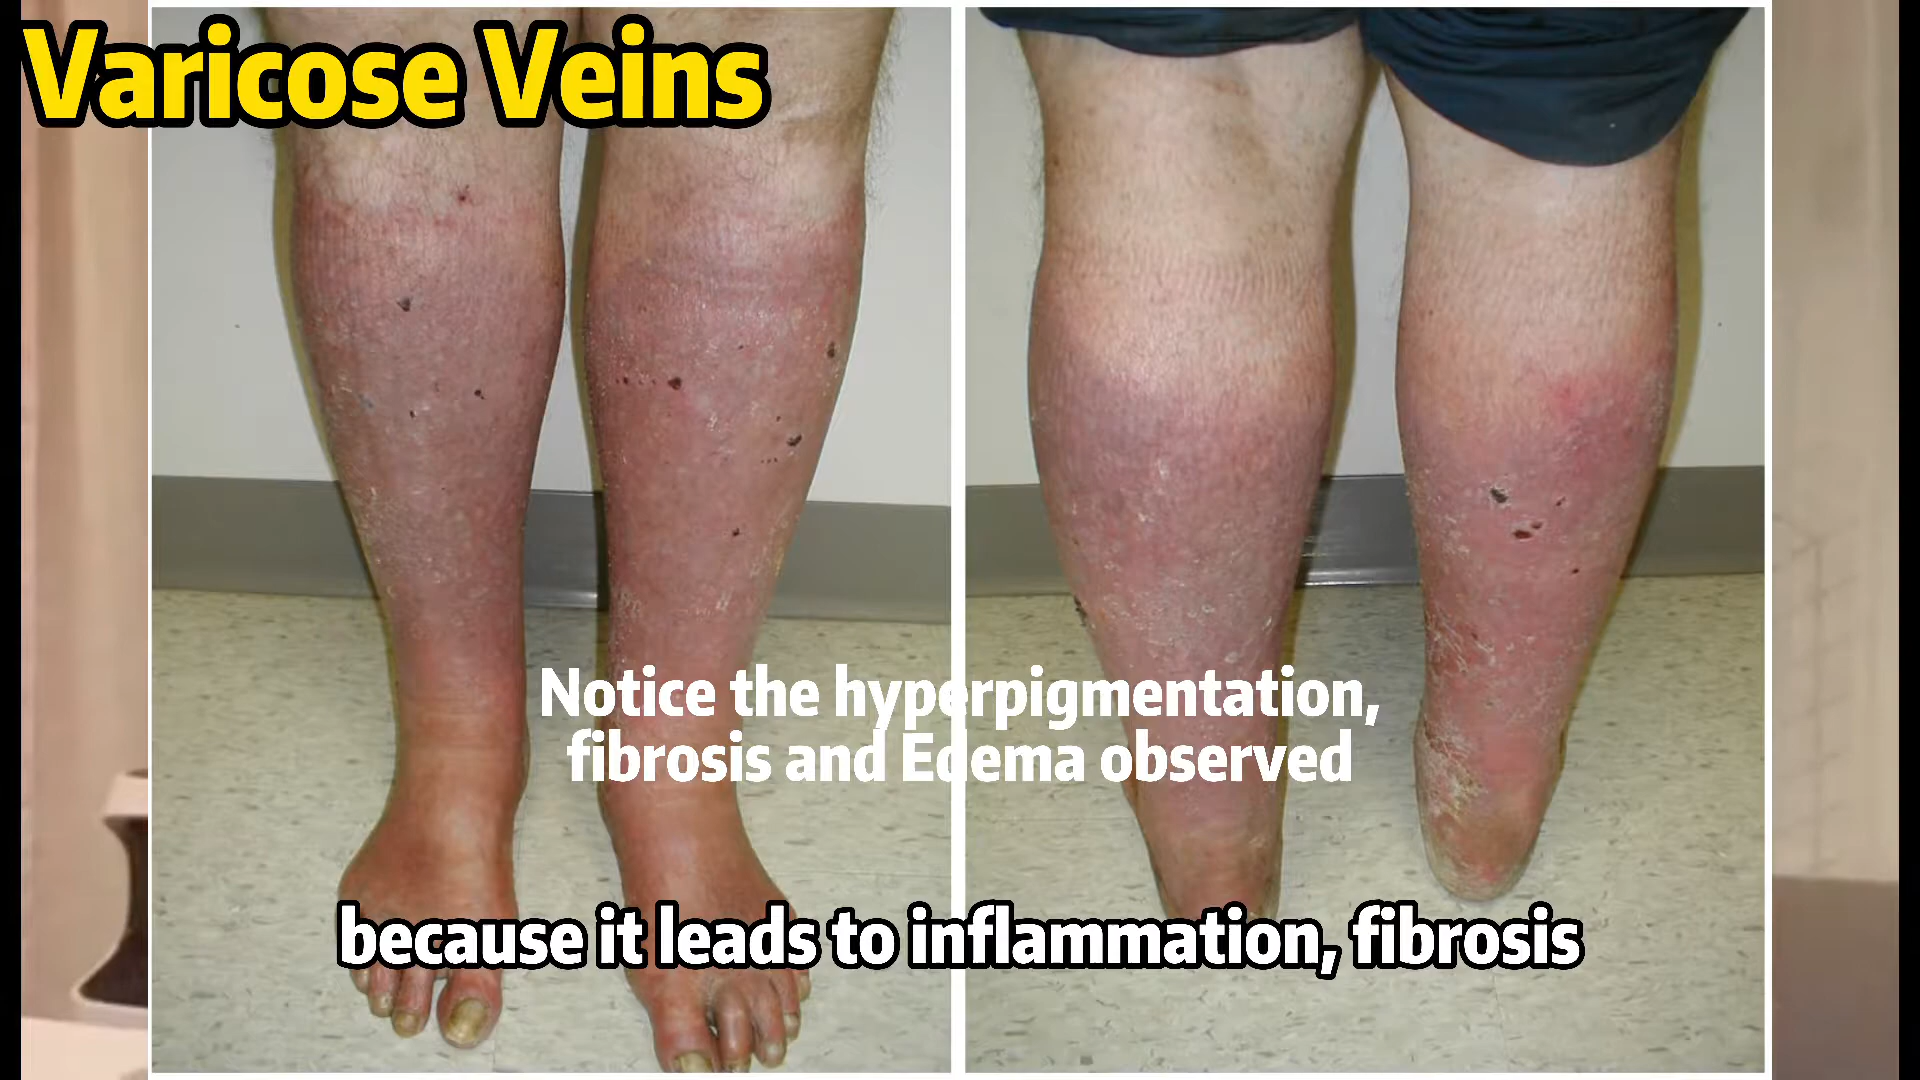 Varicose Veins
Notice the hyperpigmentation,
fibrosis and Edema observed
because it leads to inflammation, fibrosis